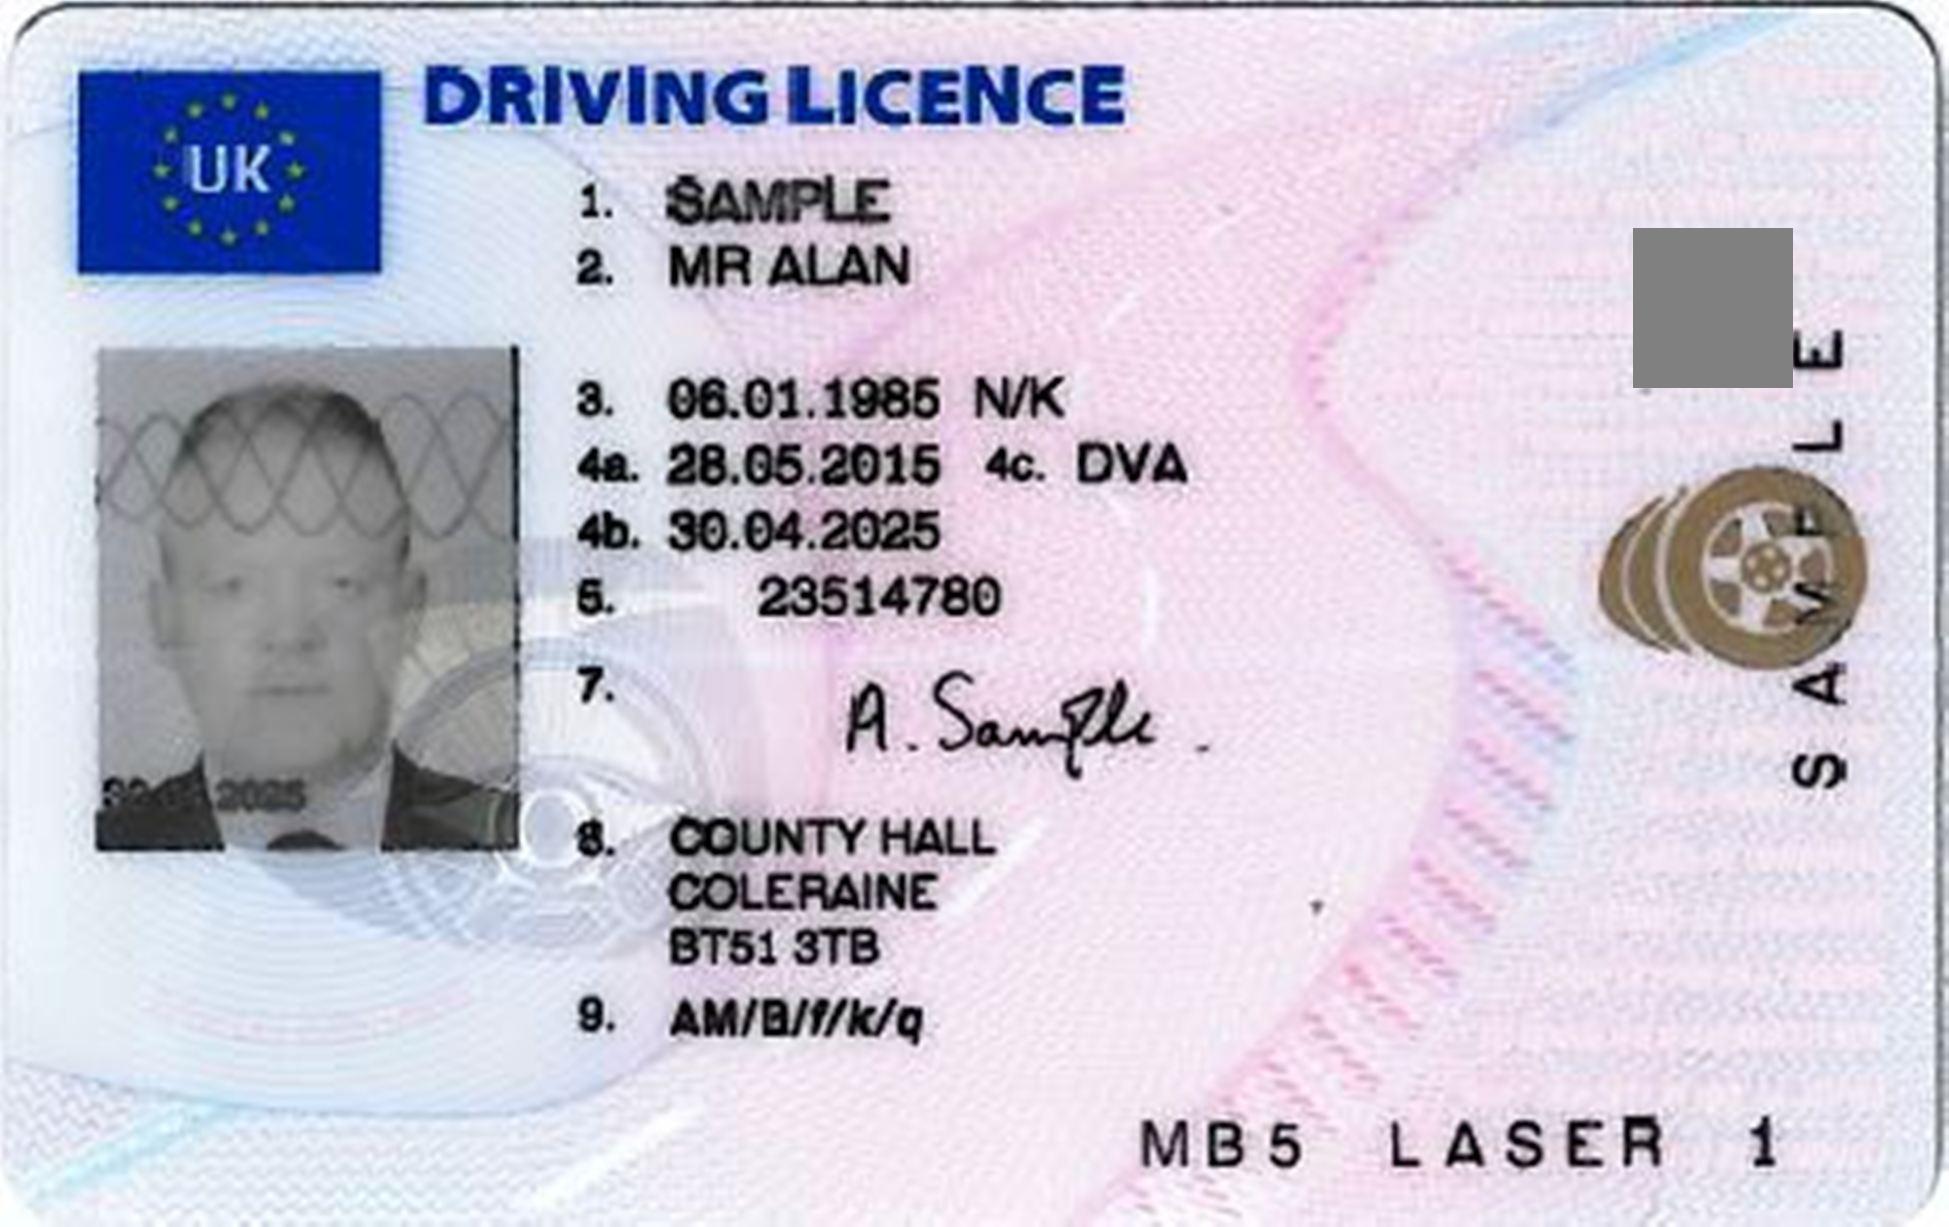 UK
DRIVING LICENCE
1. SAMPLE
2. MR ALAN
3. 06.01.1985 N/K
4a. 28.05.2015 4c. DVA
4b. 30.04.2025
5. 23514780
7. A. Sample.
8. COUNTY HALL
COLERAINE
BT51 3TB
9. AM/B/f/k/q
2025
SAMPLE
MB5 LASER 1